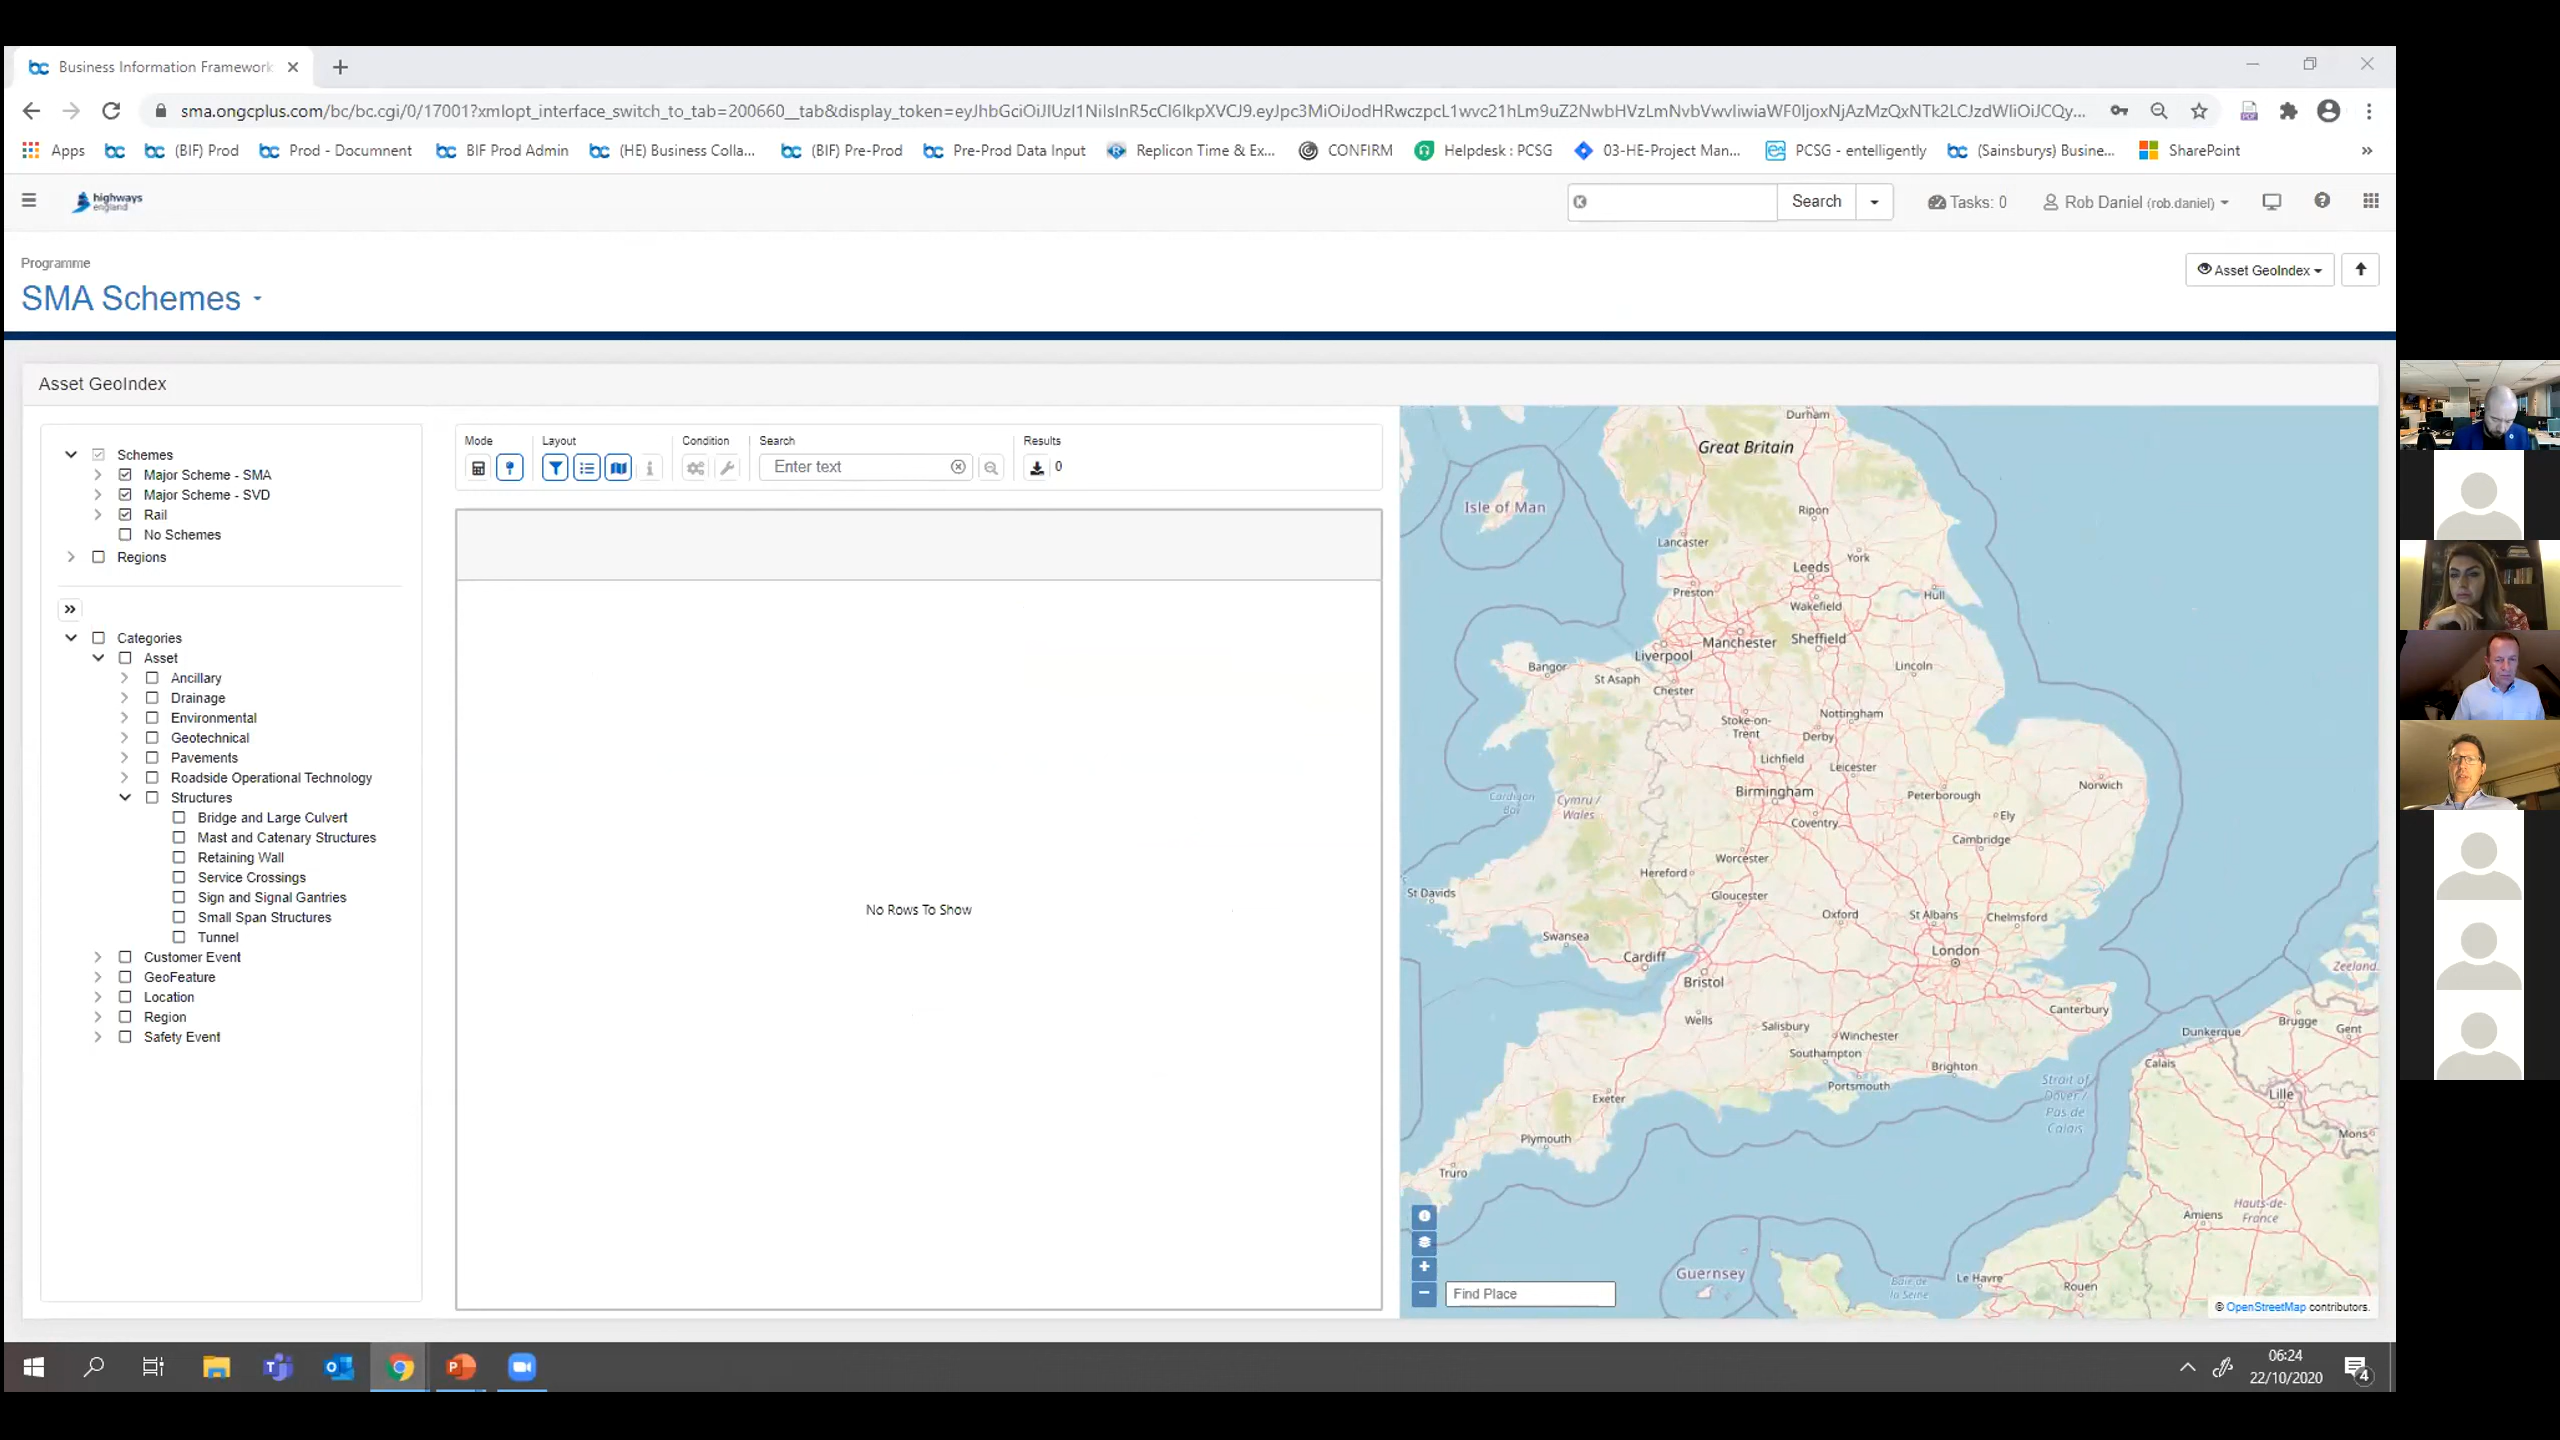 Business Information Framework
sma.ongcplus.com/bc/bc.cgi/0/17001?xmlopt_interface_switch_to_tab=200660__tab&display_token=
Apps
(BIF) Prod
Prod - Documnent
BIF Prod Admin
(HE) Business Colla...
(BIF) Pre-Prod
Pre-Prod Data Input
Replicon Time & Ex...
CONFIRM
Helpdesk : PCSG
03-HE-Project Man...
PCSG - entelligently
(Sainsburys) Busine...
SharePoint
highways
england
Search
Tasks: 0
Rob Daniel (rob.daniel)
Programme
SMA Schemes
Asset GeoIndex
Asset GeoIndex
Schemes
Major Scheme - SMA
Major Scheme - SVD
Rail
No Schemes
Regions
Categories
Asset
Ancillary
Drainage
Environmental
Geotechnical
Pavements
Roadside Operational Technology
Structures
Bridge and Large Culvert
Mast and Catenary Structures
Retaining Wall
Service Crossings
Sign and Signal Gantries
Small Span Structures
Tunnel
Customer Event
GeoFeature
Location
Region
Safety Event
Mode
Layout
Condition
Search
Results
Enter text
0
No Rows To Show
Durham
Great Britain
Isle of Man
Ripon
Lancaster
York
Leeds
Preston
Hull
Wakefield
Manchester
Sheffield
Liverpool
Bangor
St Asaph
Chester
Lincoln
Stoke-on-
Trent
Nottingham
Derby
Lichfield
Leicester
Norwich
Birmingham
Peterborough
Cardigan
Bay
Cymru /
Wales
Coventry
Ely
Cambridge
Worcester
Hereford
St Davids
Gloucester
Oxford
St Albans
Chelmsford
Swansea
Cardiff
London
Bristol
Zeeland
Canterbury
Wells
Salisbury
Winchester
Southampton
Dunkerque
Brugge
Gent
Brighton
Calais
Portsmouth
Strait of
Dover /
Pas de
Calais
Exeter
Lille
Plymouth
Mons
Truro
Hauts-de-
France
Amiens
Guernsey
Le Havre
Baie de
la Seine
Rouen
Find Place
© OpenStreetMap contributors.
06:24
22/10/2020
4